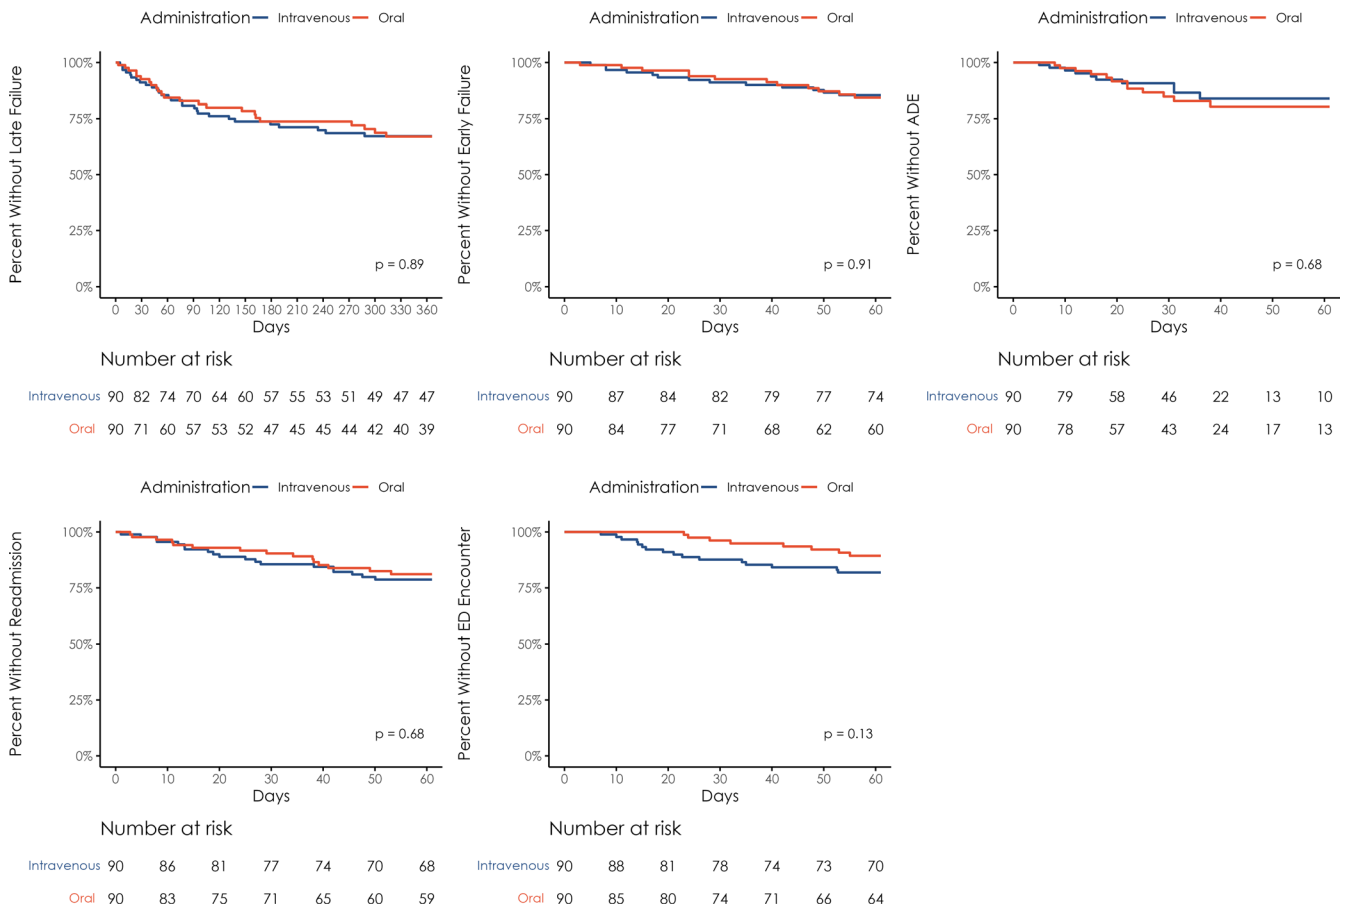 Administration Intravenous Oral
Percent Without Late Failure
100%
75%
50%
25%
0%
p = 0.89
0 30 60 90 120 150 180 210 240 270 300 330 360
Days
Number at risk
Intravenous 90 82 74 70 64 60 57 55 53 51 49 47 47
Oral 90 71 60 57 53 52 47 45 45 44 42 40 39
Administration Intravenous Oral
Percent Without Early Failure
100%
75%
50%
25%
0%
p = 0.91
0 10 20 30 40 50 60
Days
Number at risk
Intravenous 90 87 84 82 79 77 74
Oral 90 84 77 71 68 62 60
Administration Intravenous Oral
Percent Without ADE
100%
75%
50%
25%
0%
p = 0.68
0 10 20 30 40 50 60
Days
Number at risk
Intravenous 90 79 58 46 22 13 10
Oral 90 78 57 43 24 17 13
Administration Intravenous Oral
Percent Without Readmission
100%
75%
50%
25%
0%
p = 0.68
0 10 20 30 40 50 60
Days
Number at risk
Intravenous 90 86 81 77 74 70 68
Oral 90 83 75 71 65 60 59
Administration Intravenous Oral
Percent Without ED Encounter
100%
75%
50%
25%
0%
p = 0.13
0 10 20 30 40 50 60
Days
Number at risk
Intravenous 90 88 81 78 74 73 70
Oral 90 85 80 74 71 66 64